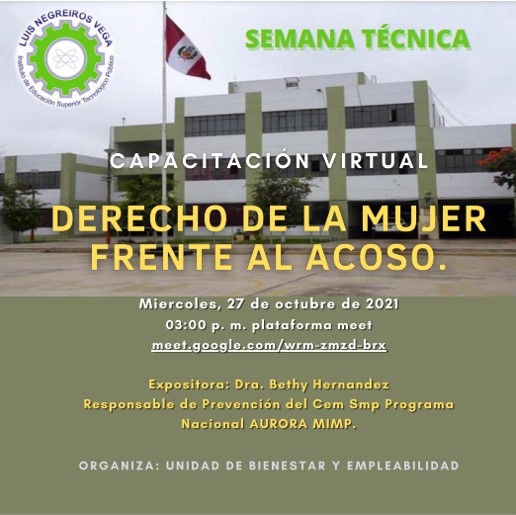 LUIS NEGREIROS VEGA
Instituto de Educación Superior Tecnológico Público
SEMANA TÉCNICA
CAPACITACIÓN VIRTUAL
DERECHO DE LA MUJER
FRENTE AL ACOSO.
Miercoles, 27 de octubre de 2021
03:00 p. m. plataforma meet
meet.google.com/wrm-zmzd-brx
Expositora: Dra. Bethy Hernandez
Responsable de Prevención del Cem Smp Programa
Nacional AURORA MIMP.
ORGANIZA: UNIDAD DE BIENESTAR Y EMPLEABILIDAD